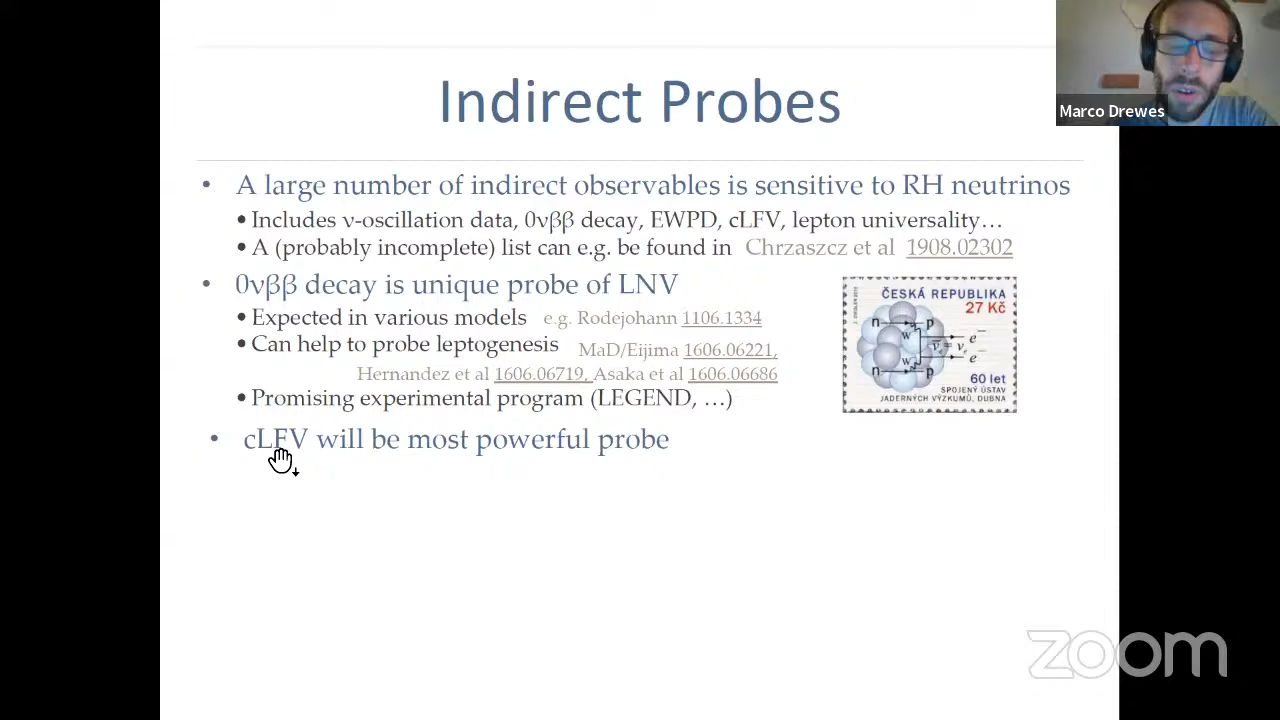 Indirect Probes
Marco Drewes
• A large number of indirect observables is sensitive to RH neutrinos
• Includes ν-oscillation data, 0νββ decay, EWPD, cLFV, lepton universality…
• A (probably incomplete) list can e.g. be found in Chrzaszcz et al 1908.02302
• 0νββ decay is unique probe of LNV
• Expected in various models e.g. Rodejohann 1106.1334
• Can help to probe leptogenesis MaD/Eijima 1606.06221,
Hernandez et al 1606.06719, Asaka et al 1606.06686
• Promising experimental program (LEGEND, …)
ČESKÁ REPUBLIKA
27 Kč
n p
W
ν̄e = νe e−
W
e−
n p
60 let
SPOJENÝ ÚSTAV
JADERNÝCH VÝZKUMŮ, DUBNA
• cLFV will be most powerful probe
zoom